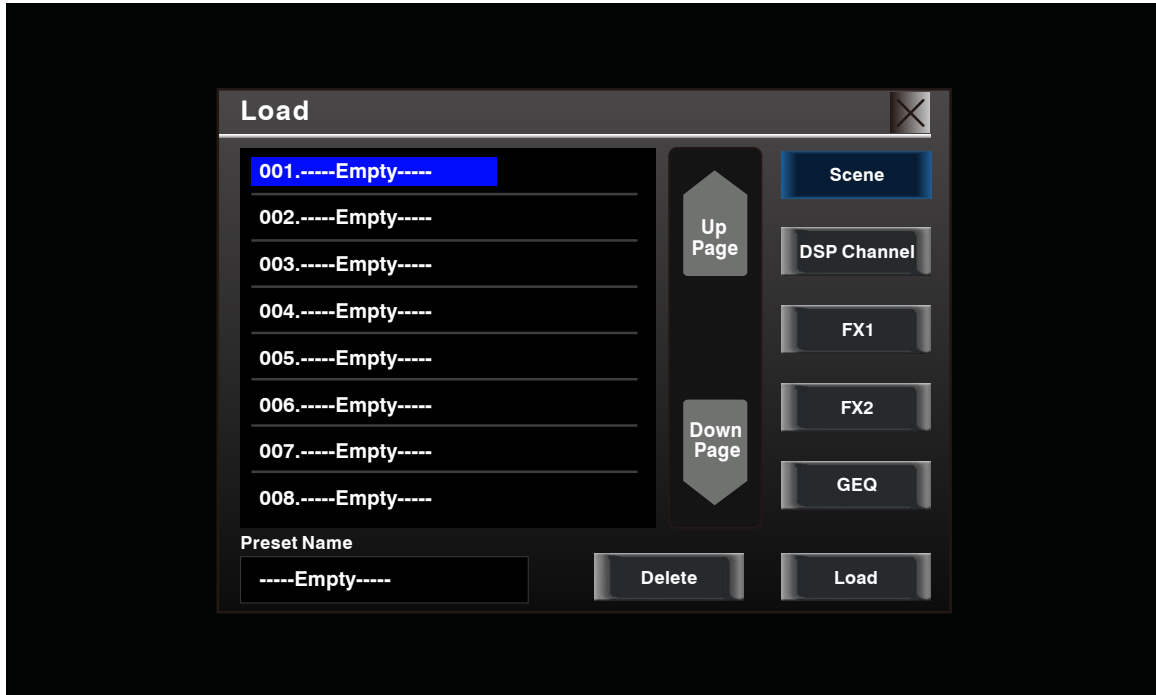 Load
001.-----Empty-----
002.-----Empty-----
003.-----Empty-----
004.-----Empty-----
005.-----Empty-----
006.-----Empty-----
007.-----Empty-----
008.-----Empty-----
Up
Page
Down
Page
Scene
DSP Channel
FX1
FX2
GEQ
Preset Name
-----Empty-----
Delete
Load